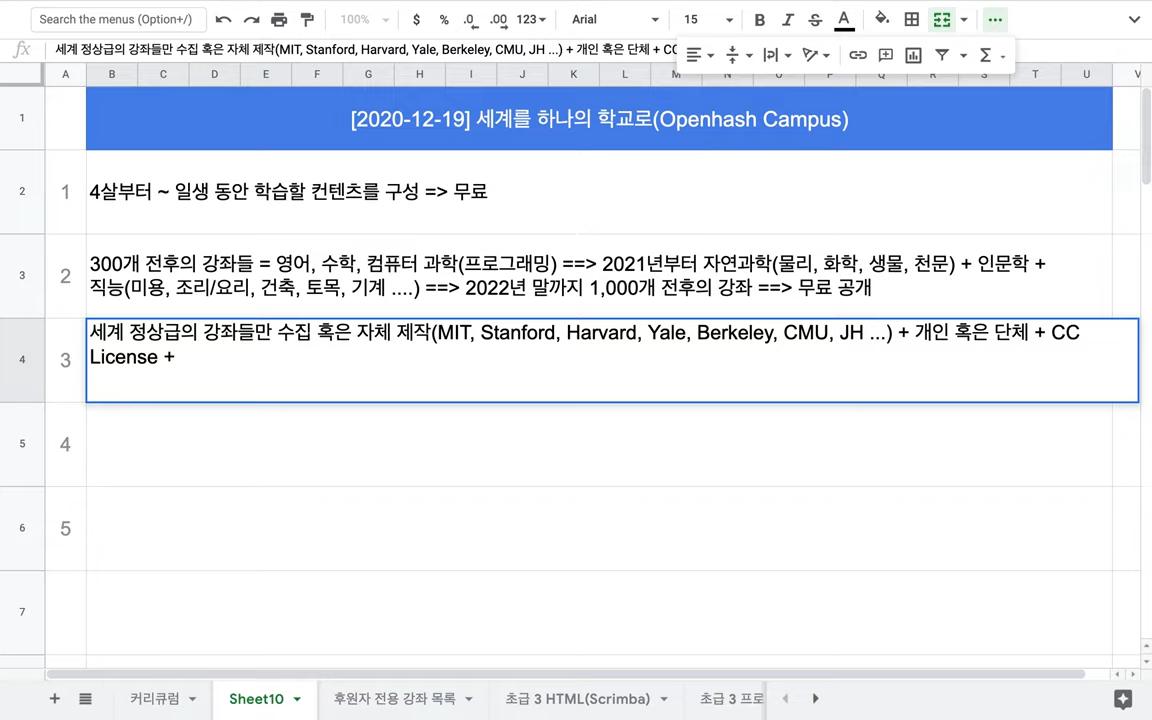 Search the menus (Option+/)
100%
$ % .0 .00 123
Arial
15
B I S A
fx
세계 정상급의 강좌들만 수집 혹은 자체 제작(MIT, Stanford, Harvard, Yale, Berkeley, CMU, JH ...) + 개인 혹은 단체 + CC
A B C D E F G H I J K L M T U V
1
[2020-12-19] 세계를 하나의 학교로(Openhash Campus)
2
1
4살부터 ~ 일생 동안 학습할 컨텐츠를 구성 => 무료
3
2
300개 전후의 강좌들 = 영어, 수학, 컴퓨터 과학(프로그래밍) ==> 2021년부터 자연과학(물리, 화학, 생물, 천문) + 인문학 +
직능(미용, 조리/요리, 건축, 토목, 기계 ....) ==> 2022년 말까지 1,000개 전후의 강좌 ==> 무료 공개
4
3
세계 정상급의 강좌들만 수집 혹은 자체 제작(MIT, Stanford, Harvard, Yale, Berkeley, CMU, JH ...) + 개인 혹은 단체 + CC
License +
5
4
6
5
7
커리큐럼
Sheet10
후원자 전용 강좌 목록
초급 3 HTML(Scrimba)
초급 3 프로